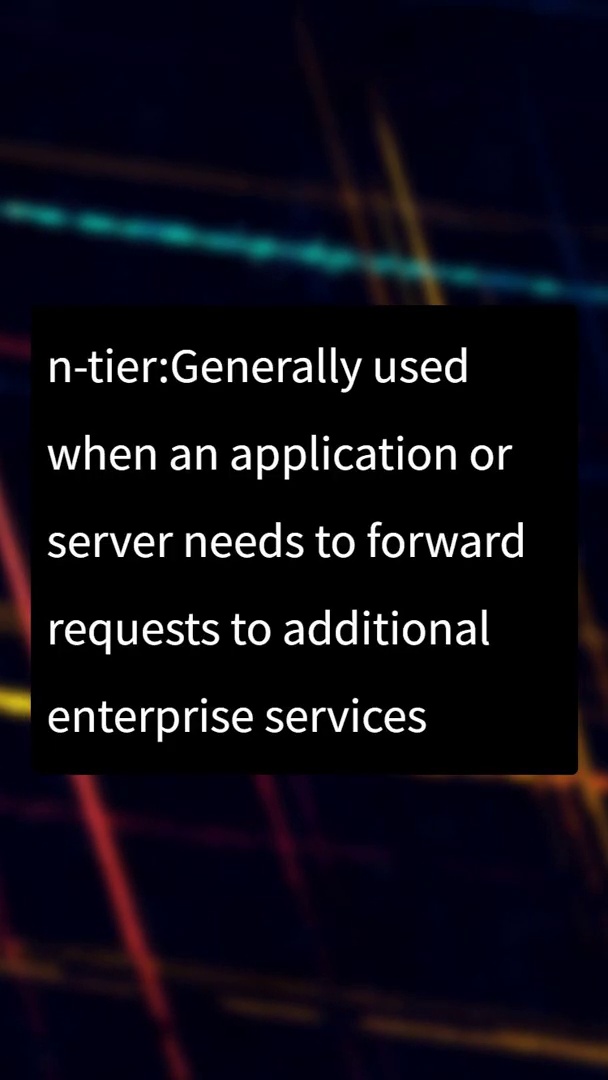 n-tier:Generally used
when an application or
server needs to forward
requests to additional
enterprise services